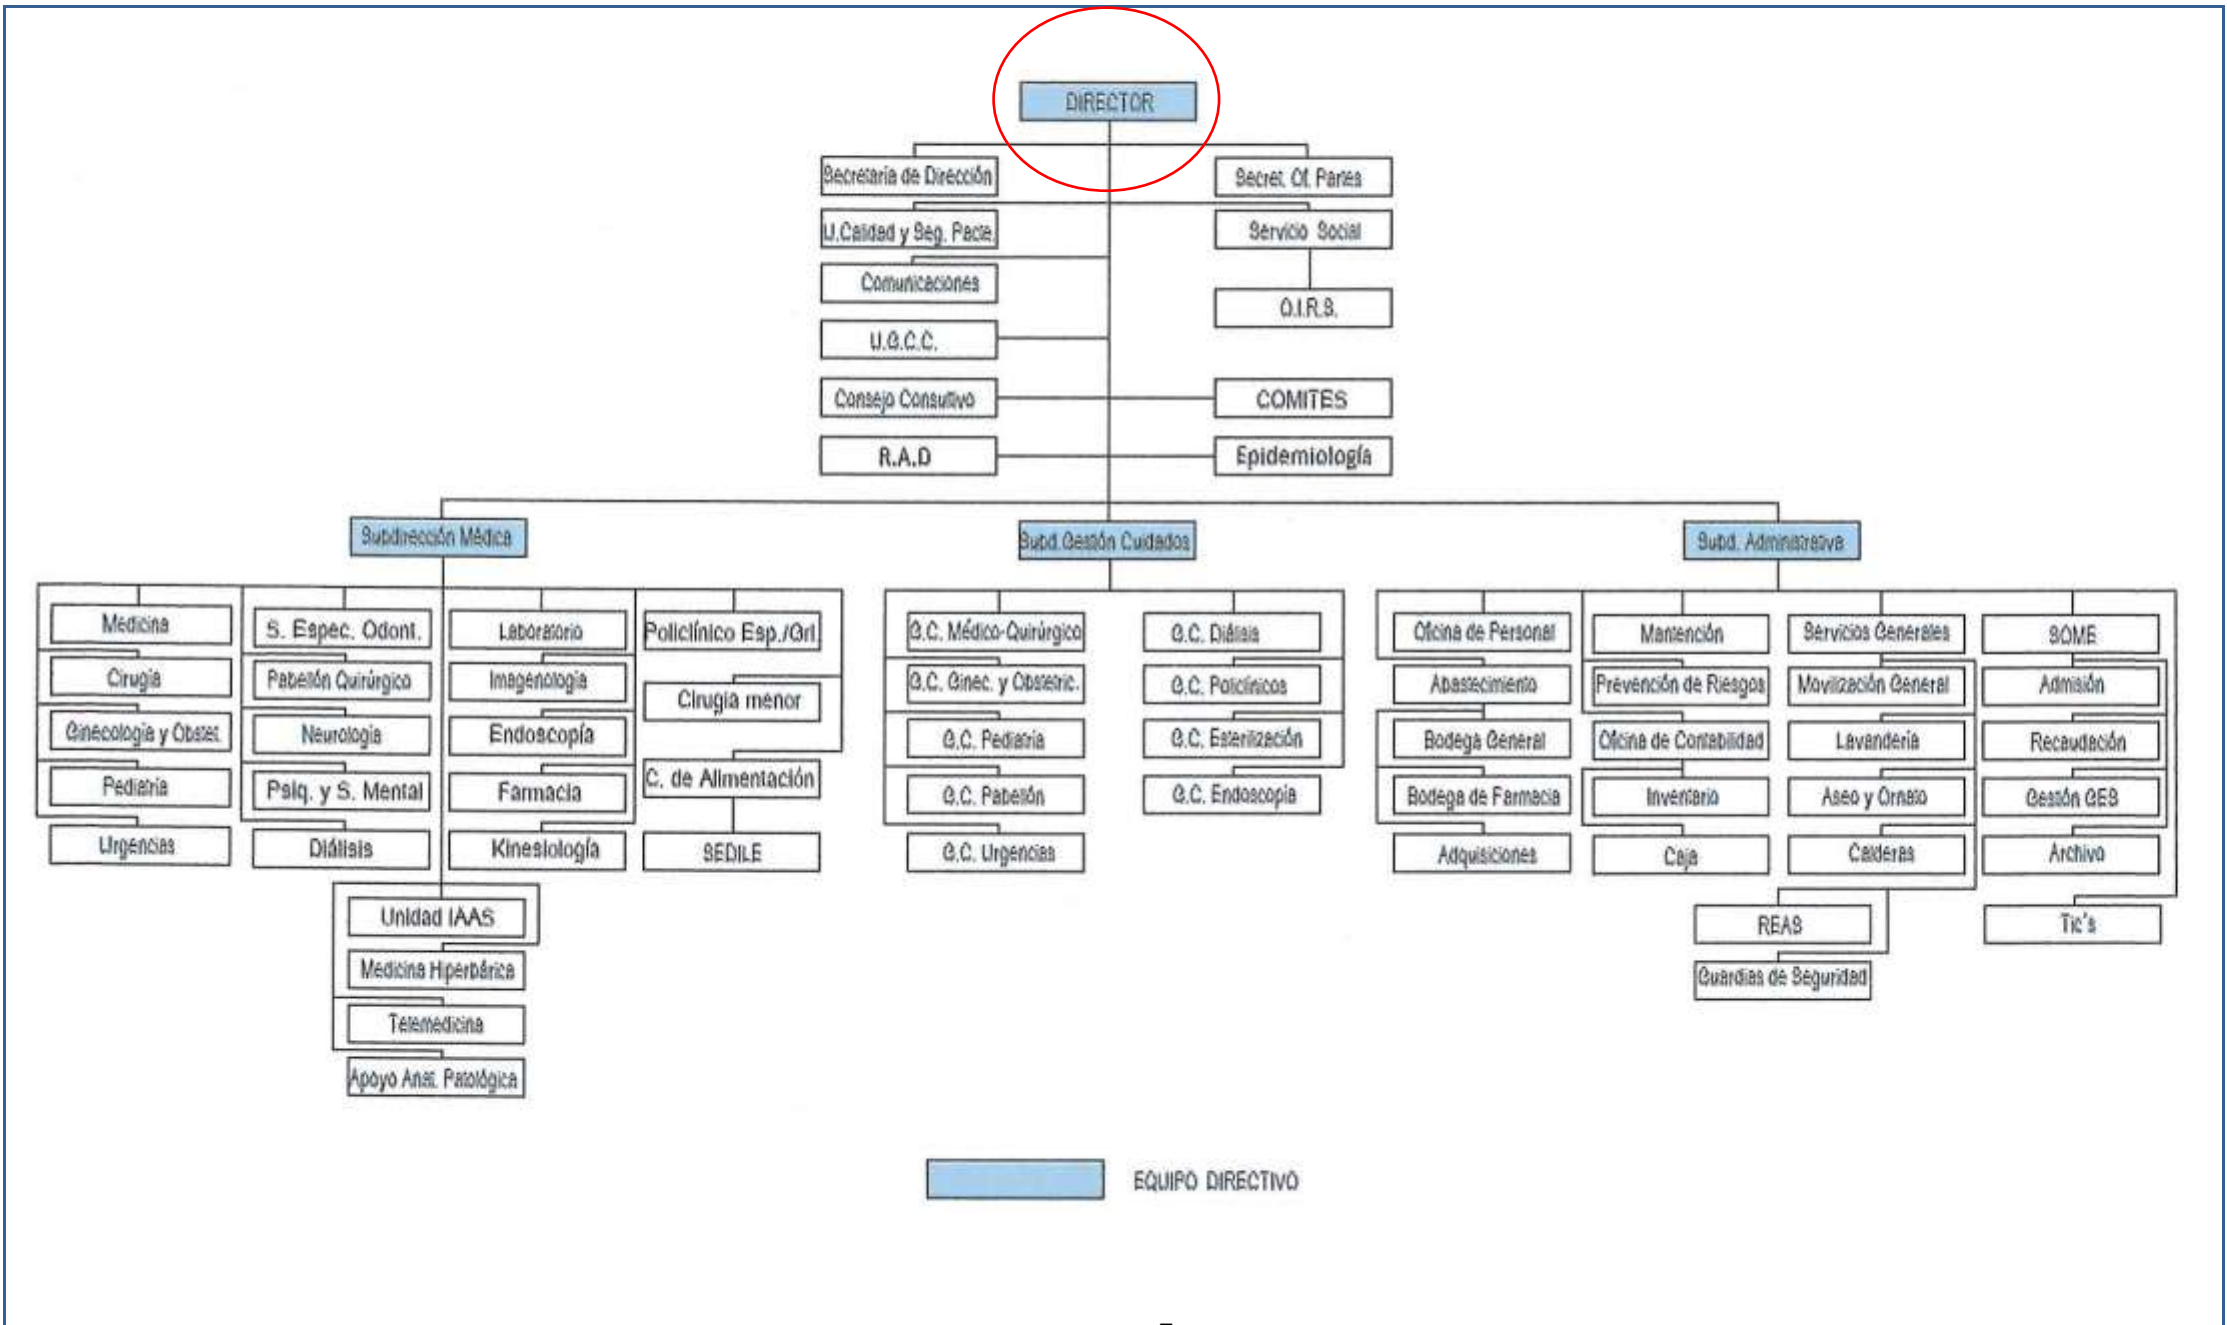 DIRECTOR
Secretaria de Dirección
Secret. Of. Partes
U.Calidad y Seg. Pacte.
Servicio Social
Comunicaciones
O.I.R.S.
U.G.C.C.
Consejo Consultivo
COMITES
R.A.D
Epidemiología
Subdirección Médica
Subd.Gestión Cuidados
Subd. Administrativa
Medicina
Cirugía
Ginecología y Obstet.
Pediatría
Urgencias
S. Espec. Odont.
Pabellón Quirúrgico
Neurología
Psiq. y S. Mental
Diálisis
Laboratorio
Imagenología
Endoscopía
Farmacia
Kinesiología
Policlínico Esp./Grl.
Cirugia menor
C. de Alimentación
SEDILE
Unidad IAAS
Medicina Hiperbárica
Telemedicina
Apoyo Anat. Patológica
G.C. Médico-Quirúrgico
G.C. Ginec. y Obstetric.
G.C. Pediatría
G.C. Pabellón
G.C. Urgencias
G.C. Diálisis
G.C. Policlínicos
G.C. Esterilización
G.C. Endoscopía
Oficina de Personal
Abastecimiento
Bodega General
Bodega de Farmacia
Adquisiciones
Mantención
Prevención de Riesgos
Oficina de Contabilidad
Inventario
Caja
Servicios Generales
Movilización General
Lavandería
Aseo y Ornato
Calderas
REAS
Guardias de Seguridad
SOME
Admisión
Recaudación
Gestión GES
Archivo
Tic's
EQUIPO DIRECTIVO